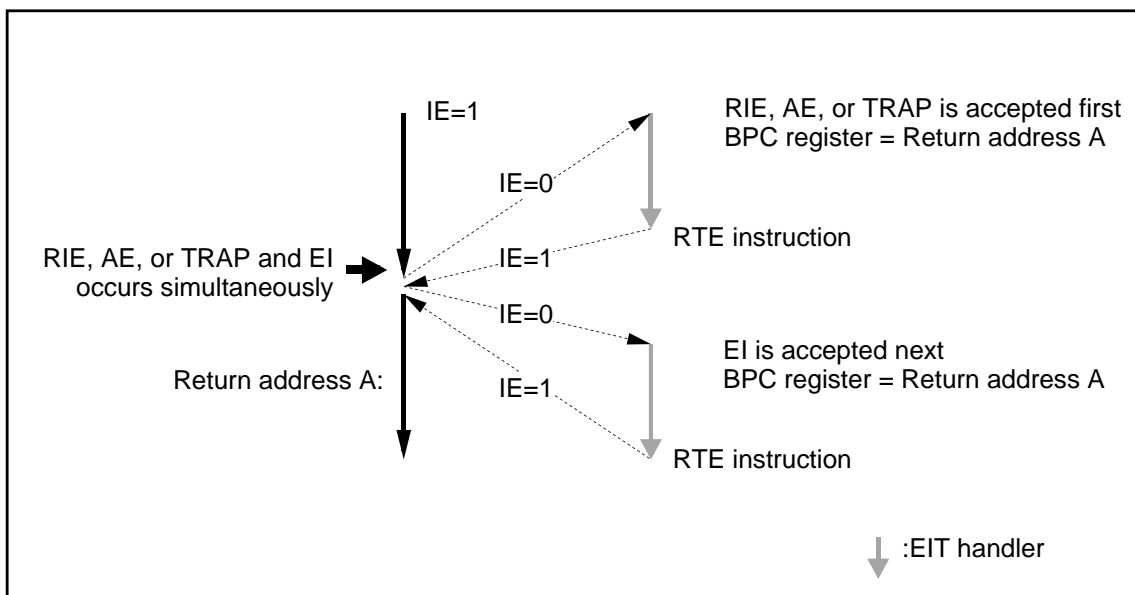 IE=1
RIE, AE, or TRAP is accepted first
BPC register = Return address A
IE=0
RTE instruction
RIE, AE, or TRAP and EI
occurs simultaneously
IE=1
IE=0
EI is accepted next
BPC register = Return address A
Return address A:
IE=1
RTE instruction
:EIT handler